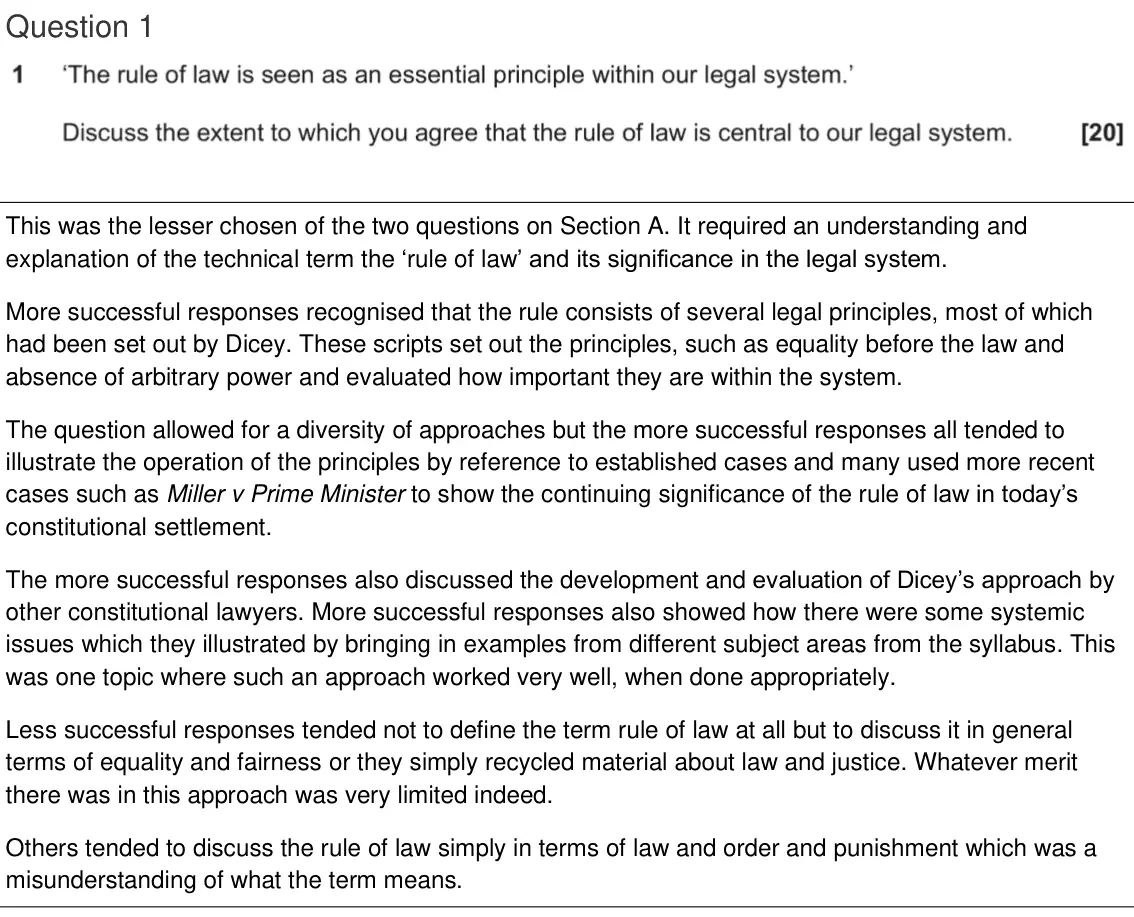 Question 1
1 ‘The rule of law is seen as an essential principle within our legal system.’
Discuss the extent to which you agree that the rule of law is central to our legal system. [20]
This was the lesser chosen of the two questions on Section A. It required an understanding and
explanation of the technical term the ‘rule of law’ and its significance in the legal system.
More successful responses recognised that the rule consists of several legal principles, most of which
had been set out by Dicey. These scripts set out the principles, such as equality before the law and
absence of arbitrary power and evaluated how important they are within the system.
The question allowed for a diversity of approaches but the more successful responses all tended to
illustrate the operation of the principles by reference to established cases and many used more recent
cases such as Miller v Prime Minister to show the continuing significance of the rule of law in today’s
constitutional settlement.
The more successful responses also discussed the development and evaluation of Dicey’s approach by
other constitutional lawyers. More successful responses also showed how there were some systemic
issues which they illustrated by bringing in examples from different subject areas from the syllabus. This
was one topic where such an approach worked very well, when done appropriately.
Less successful responses tended not to define the term rule of law at all but to discuss it in general
terms of equality and fairness or they simply recycled material about law and justice. Whatever merit
there was in this approach was very limited indeed.
Others tended to discuss the rule of law simply in terms of law and order and punishment which was a
misunderstanding of what the term means.